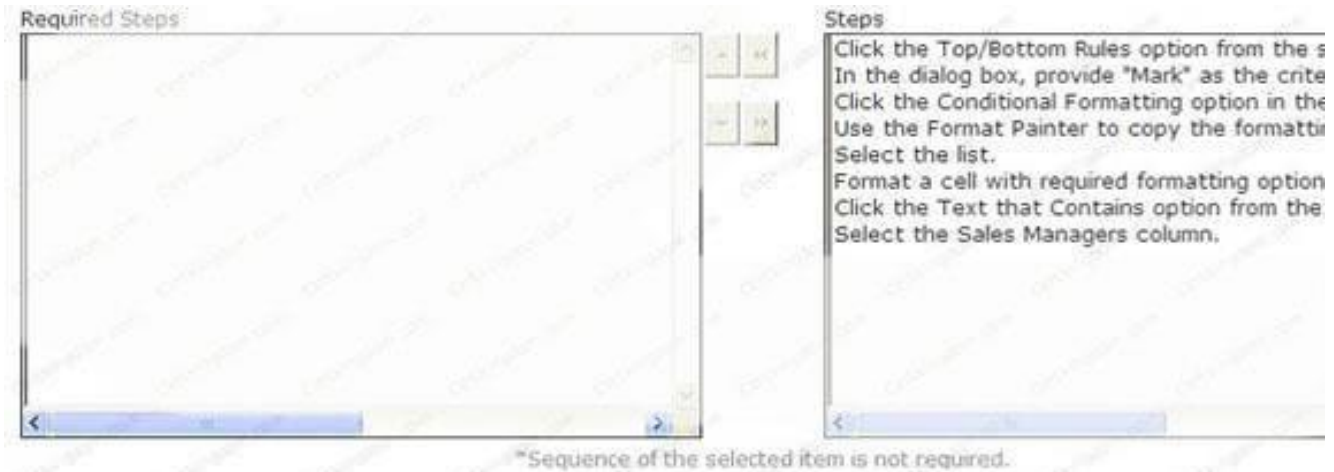 Required Steps
Steps
Click the Top/Bottom Rules option from the s
In the dialog box, provide "Mark" as the crite
Click the Conditional Formatting option in the
Use the Format Painter to copy the formattin
Select the list.
Format a cell with required formatting option
Click the Text that Contains option from the
Select the Sales Managers column.
*Sequence of the selected item is not required.